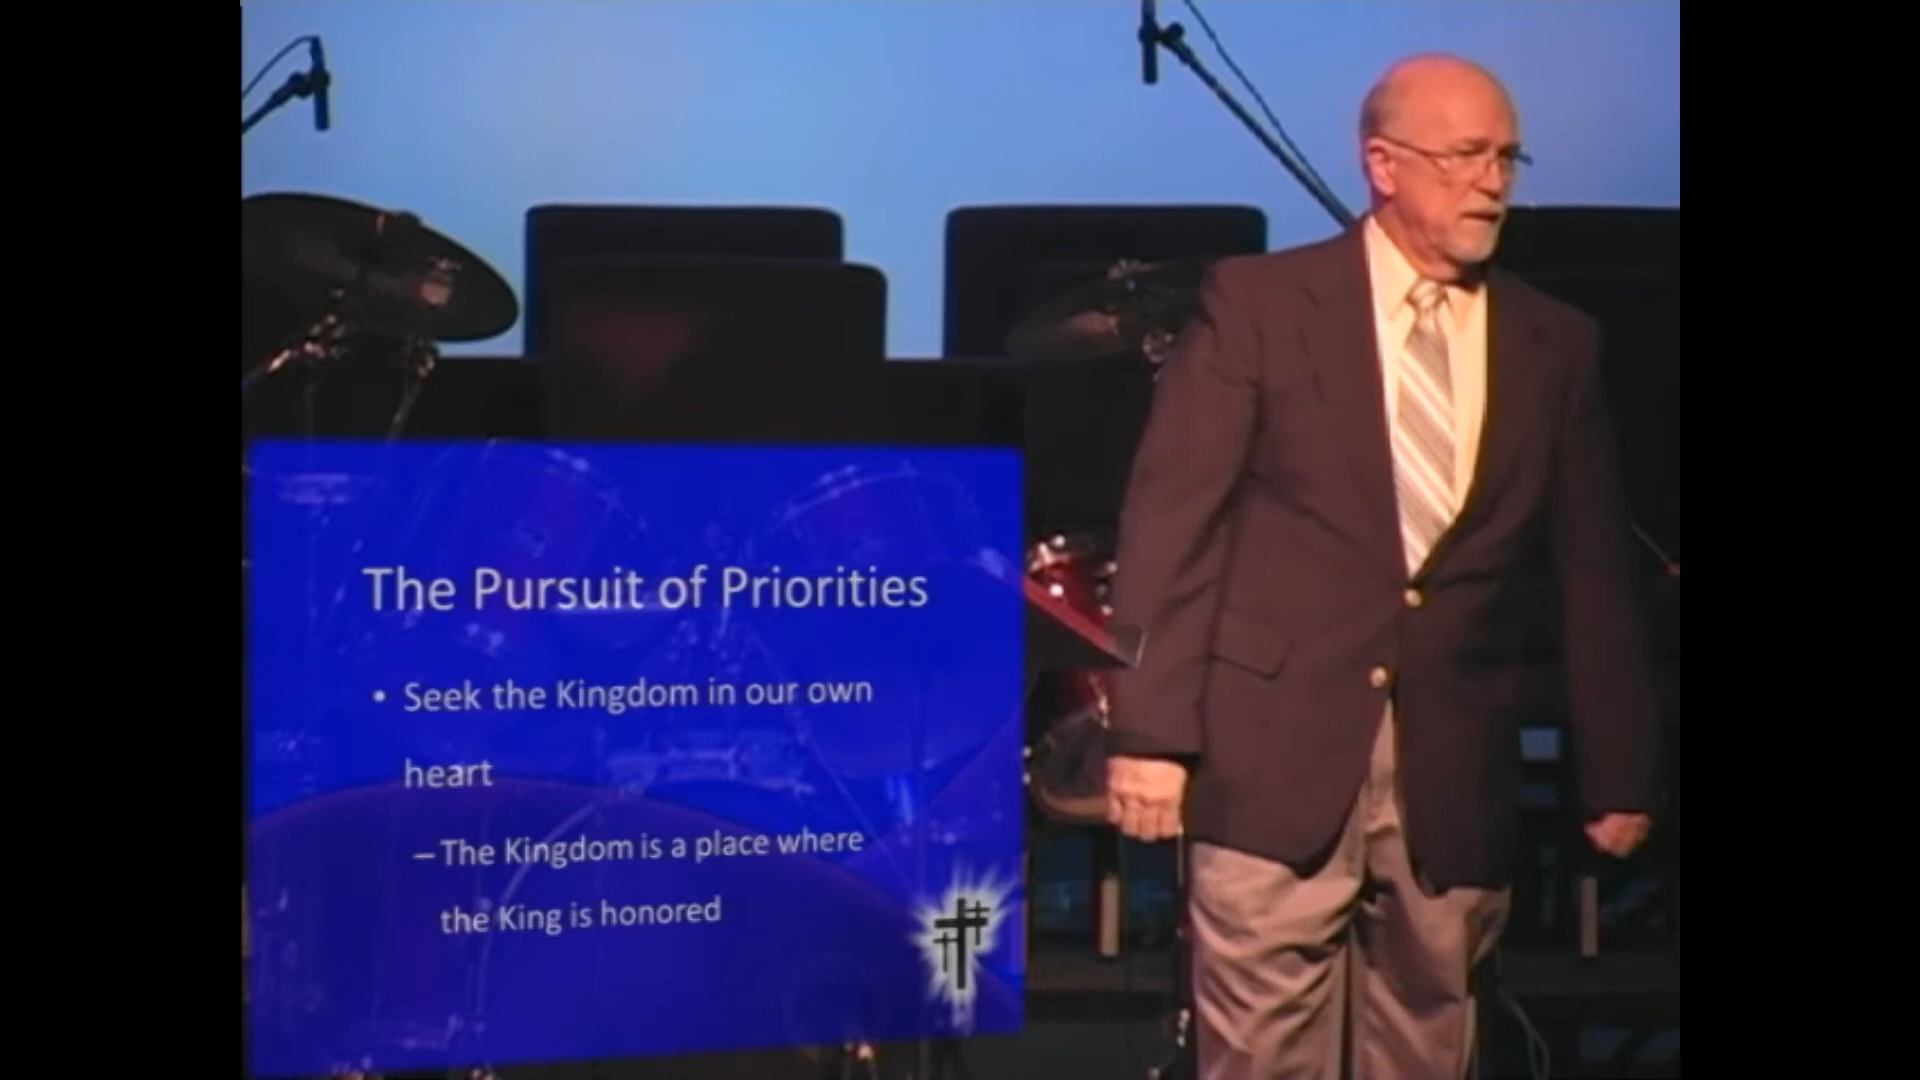 The Pursuit of Priorities
• Seek the Kingdom in our own
heart
– The Kingdom is a place where
the King is honored